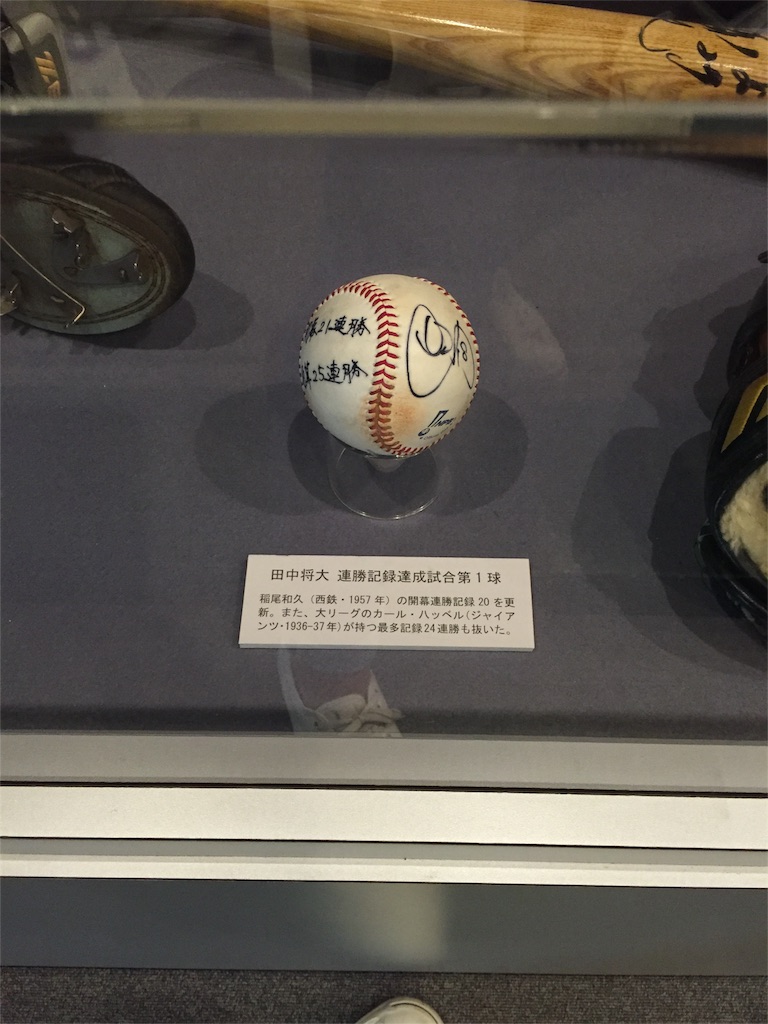 幕21連勝
算25連勝
田中将大 連勝記録達成試合第1球
稲尾和久（西鉄・1957年）の開幕連勝記録20を更
新。また、大リーグのカール・ハッベル（ジャイア
ンツ・1936-37年）が持つ最多記録24連勝も抜いた。